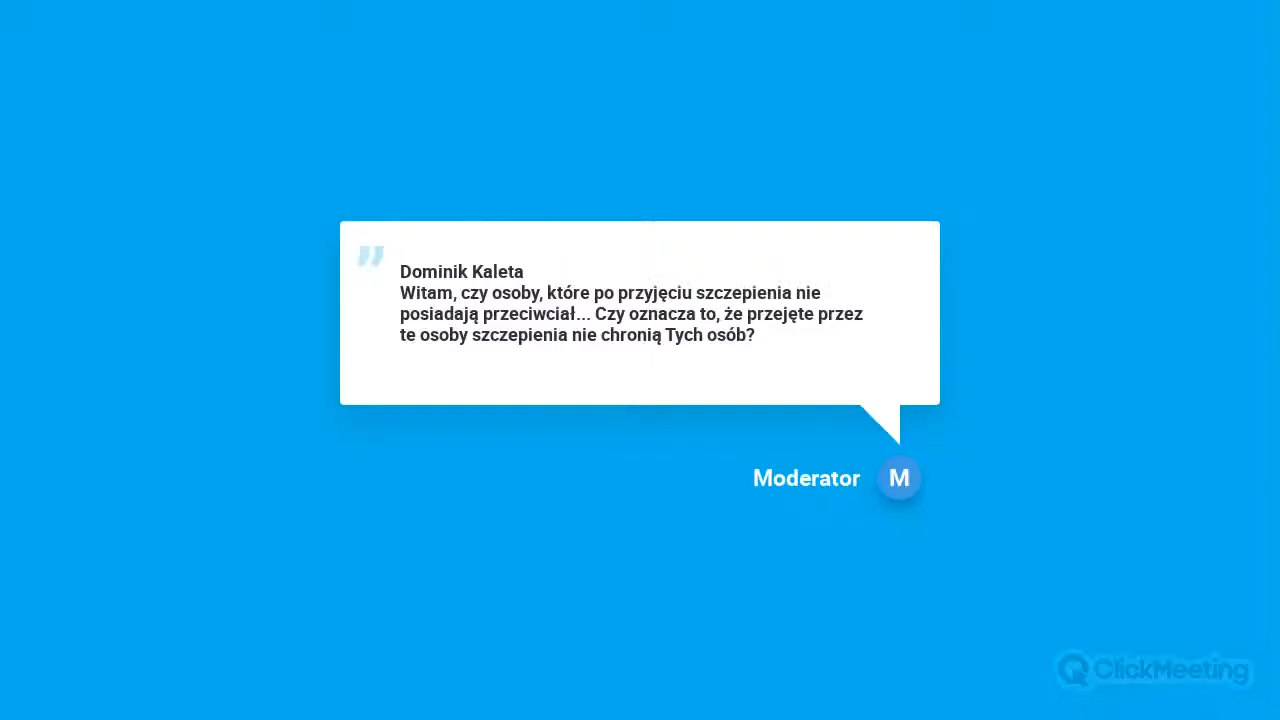 Dominik Kaleta
Witam, czy osoby, które po przyjęciu szczepienia nie
posiadają przeciwciał... Czy oznacza to, że przejęte przez
te osoby szczepienia nie chronią Tych osób?
Moderator
M
ClickMeeting